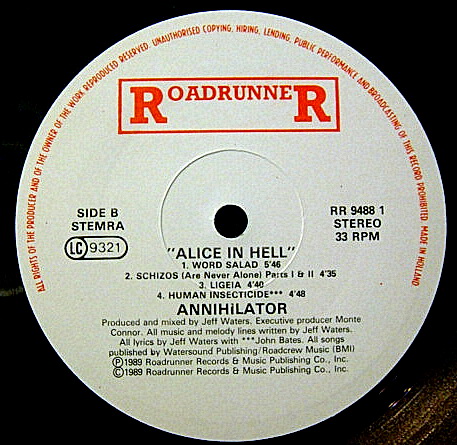 ALL RIGHTS OF THE PRODUCER AND OF THE OWNER OF THE WORK REPRODUCED RESERVED. UNAUTHORISED COPYING, HIRING, LENDING, PUBLIC PERFORMANCE AND BROADCASTING OF THIS RECORD PROHIBITED MADE IN HOLLAND
ROADRUNNER
SIDE B
STEMRA
LC 9321
RR 9488 1
STEREO
33 RPM
"ALICE IN HELL"
1. WORD SALAD 5'46
2. SCHIZOS (Are Never Alone) Parts I & II 4'35
3. LIGEIA 4'40
4. HUMAN INSECTICIDE*** 4'48
ANNIHiLATOR
Produced and mixed by Jeff Waters, Executive producer Monte
Connor. All music and melody lines written by Jeff Waters.
All lyrics by Jeff Waters with ***John Bates. All songs
published by Watersound Publishing/Roadcrew Music (BMI)
Ⓟ1989 Roadrunner Records & Music Publishing Co., Inc.
©1989 Roadrunner Records & Music Publishing Co., Inc.